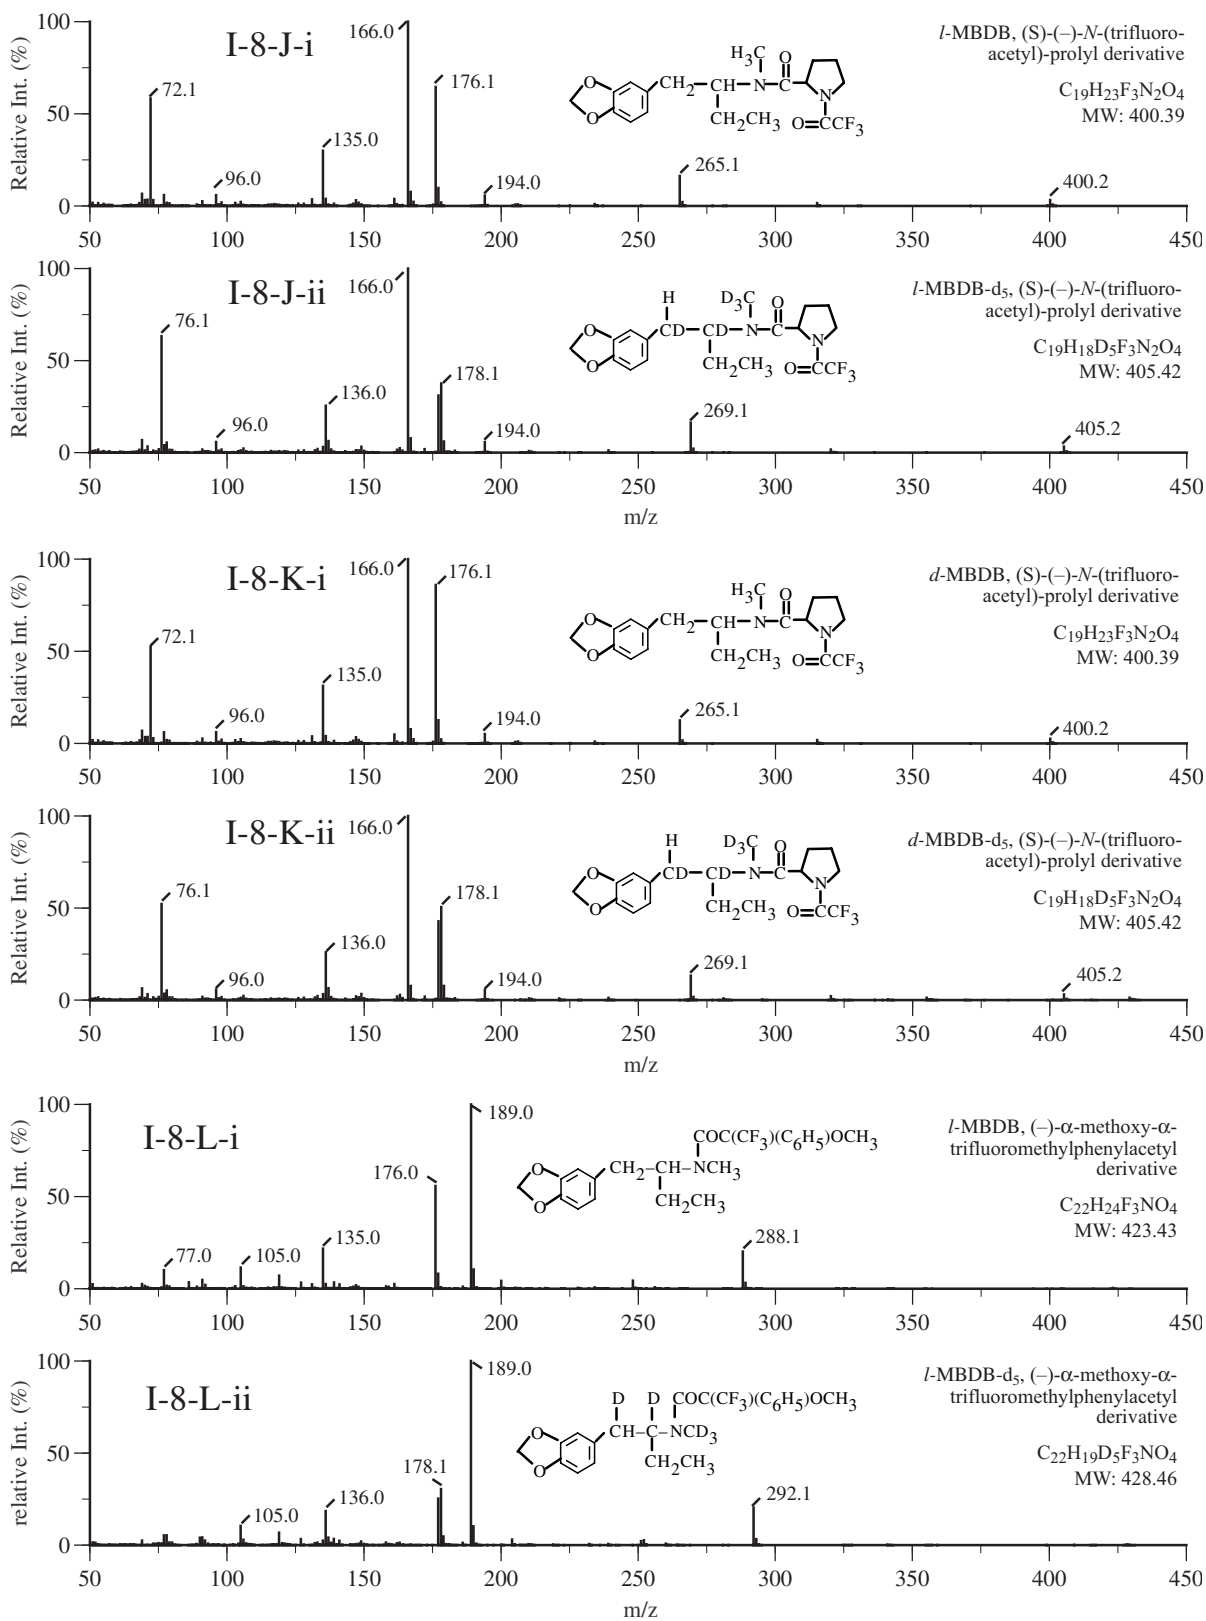 I-8-J-i
l-MBDB, (S)-(–)-N-(trifluoro-
acetyl)-prolyl derivative
C19H23F3N2O4
MW: 400.39
Relative Int. (%)
100
50
0
72.1
96.0
135.0
166.0
176.1
194.0
265.1
400.2
H3C
O
O
O
CH2
CH
N
C
N
CH2CH3
O
CCF3
50 100 150 200 250 300 350 400 450
I-8-J-ii
l-MBDB-d5, (S)-(–)-N-(trifluoro-
acetyl)-prolyl derivative
C19H18D5F3N2O4
MW: 405.42
Relative Int. (%)
100
50
0
76.1
96.0
136.0
166.0
178.1
194.0
269.1
405.2
H
D3C
O
O
O
CD
CD
N
C
N
CH2CH3
O
CCF3
50 100 150 200 250 300 350 400 450
m/z
I-8-K-i
d-MBDB, (S)-(–)-N-(trifluoro-
acetyl)-prolyl derivative
C19H23F3N2O4
MW: 400.39
Relative Int. (%)
100
50
0
72.1
96.0
135.0
166.0
176.1
194.0
265.1
400.2
H3C
O
O
O
CH2
CH
N
C
N
CH2CH3
O
CCF3
50 100 150 200 250 300 350 400 450
I-8-K-ii
d-MBDB-d5, (S)-(–)-N-(trifluoro-
acetyl)-prolyl derivative
C19H18D5F3N2O4
MW: 405.42
Relative Int. (%)
100
50
0
76.1
96.0
136.0
166.0
178.1
194.0
269.1
405.2
H
D3C
O
O
O
CD
CD
N
C
N
CH2CH3
O
CCF3
50 100 150 200 250 300 350 400 450
m/z
I-8-L-i
l-MBDB, (–)-α-methoxy-α-
trifluoromethylphenylacetyl
derivative
C22H24F3NO4
MW: 423.43
Relative Int. (%)
100
50
0
77.0
105.0
135.0
176.0
189.0
288.1
COC(CF3)(C6H5)OCH3
O
O
CH2–CH–NCH3
CH2CH3
50 100 150 200 250 300 350 400 450
I-8-L-ii
l-MBDB-d5, (–)-α-methoxy-α-
trifluoromethylphenylacetyl
derivative
C22H19D5F3NO4
MW: 428.46
relative Int. (%)
100
50
0
105.0
136.0
178.1
189.0
292.1
D D COC(CF3)(C6H5)OCH3
O
O
CH–C–NCD3
CH2CH3
50 100 150 200 250 300 350 400 450
m/z